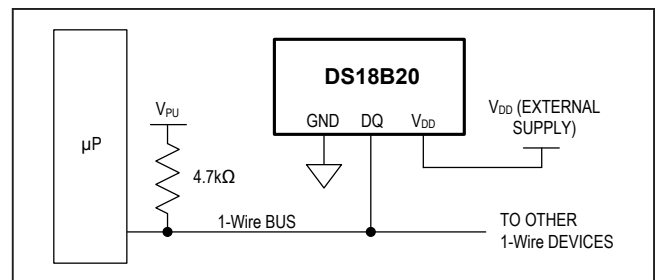 DS18B20
GND DQ VDD
µP
VPU
4.7kΩ
1-Wire BUS
VDD (EXTERNAL
SUPPLY)
TO OTHER
1-Wire DEVICES